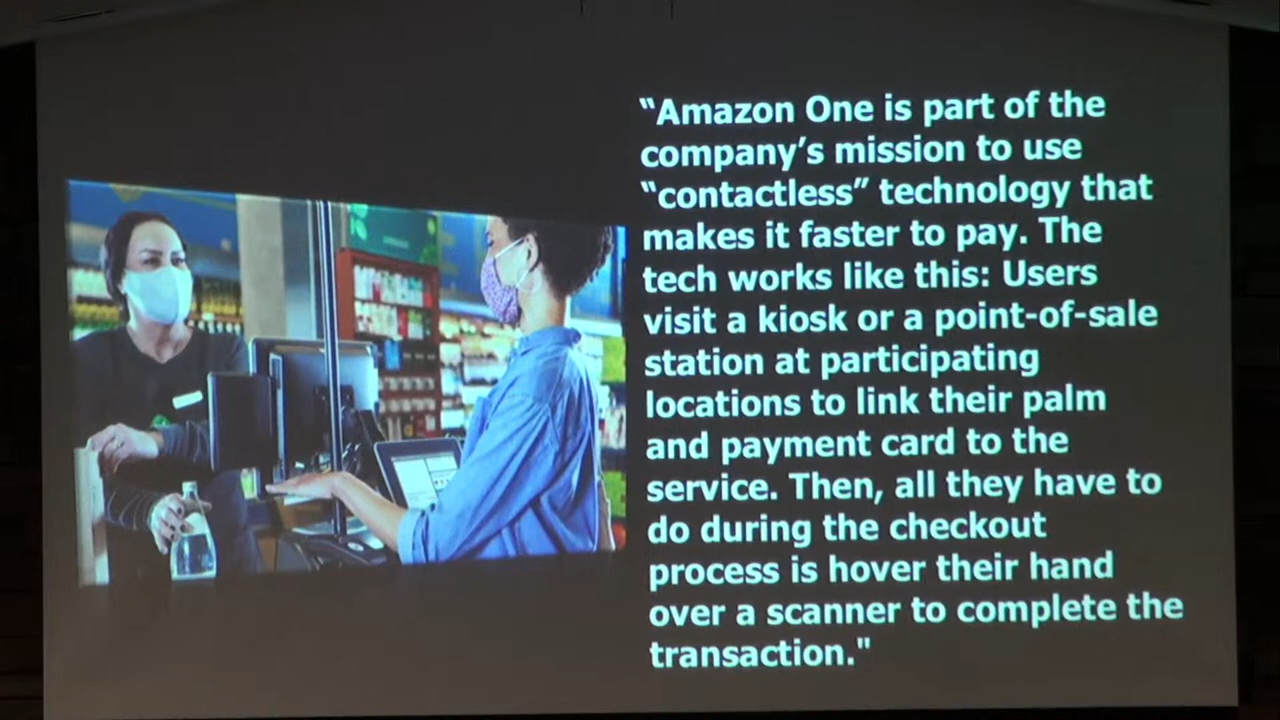 “Amazon One is part of the
company’s mission to use
“contactless” technology that
makes it faster to pay. The
tech works like this: Users
visit a kiosk or a point-of-sale
station at participating
locations to link their palm
and payment card to the
service. Then, all they have to
do during the checkout
process is hover their hand
over a scanner to complete the
transaction."